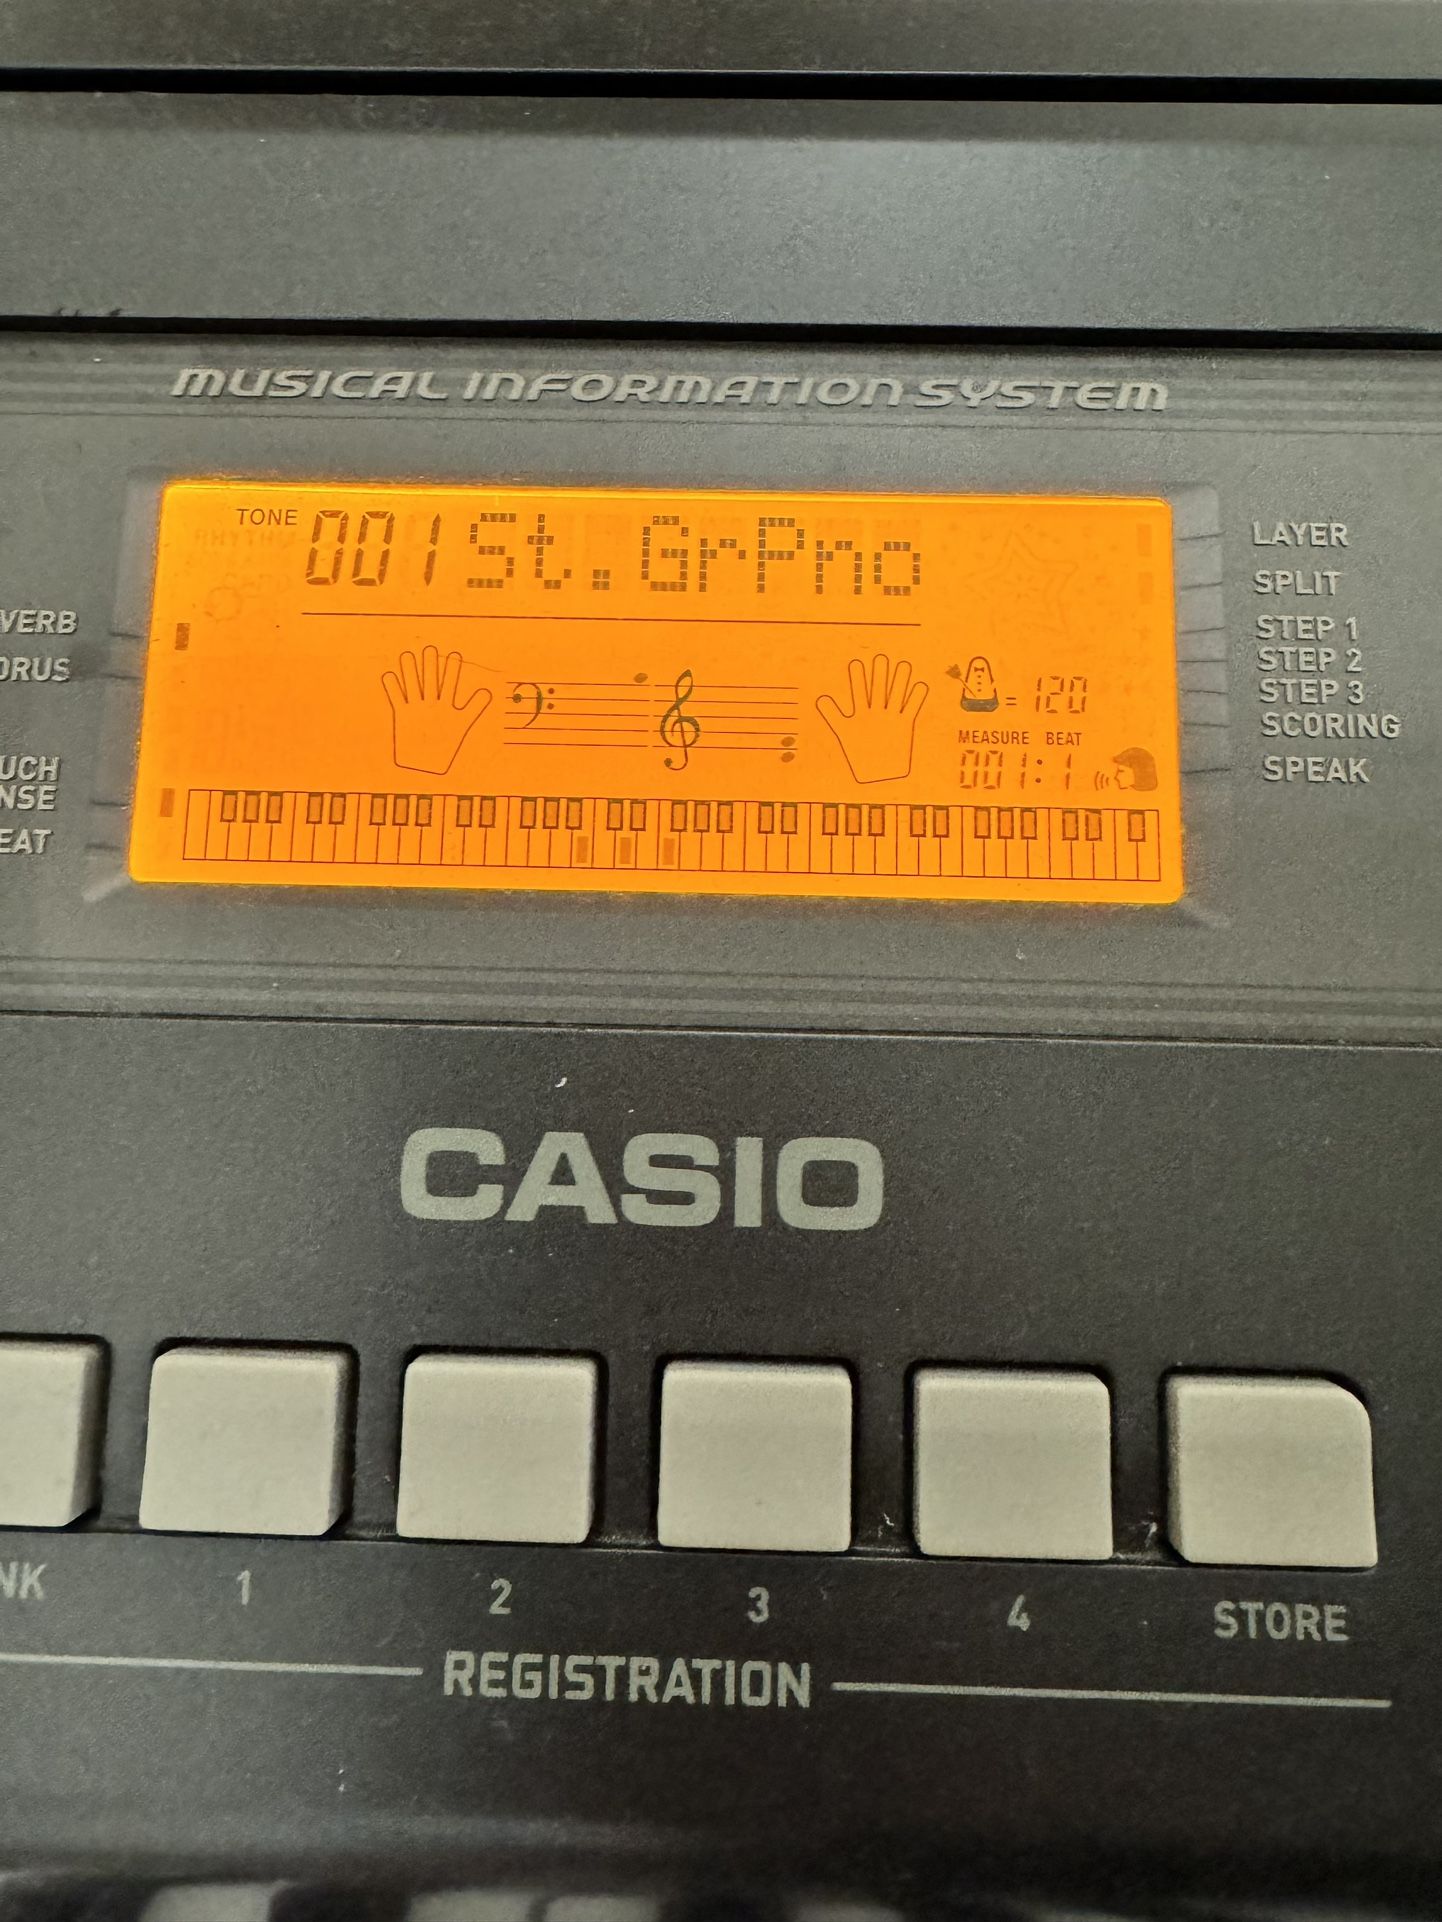 MUSICAL INFORMATION SYSTEM
TONE 001 St.GrPno
LAYER
SPLIT
VERB
STEP 1
ORUS
STEP 2
STEP 3
= 120
SCORING
MEASURE BEAT
001:1
UCH
SPEAK
NSE
EAT
CASIO
NK 1 2 3 4 STORE
REGISTRATION